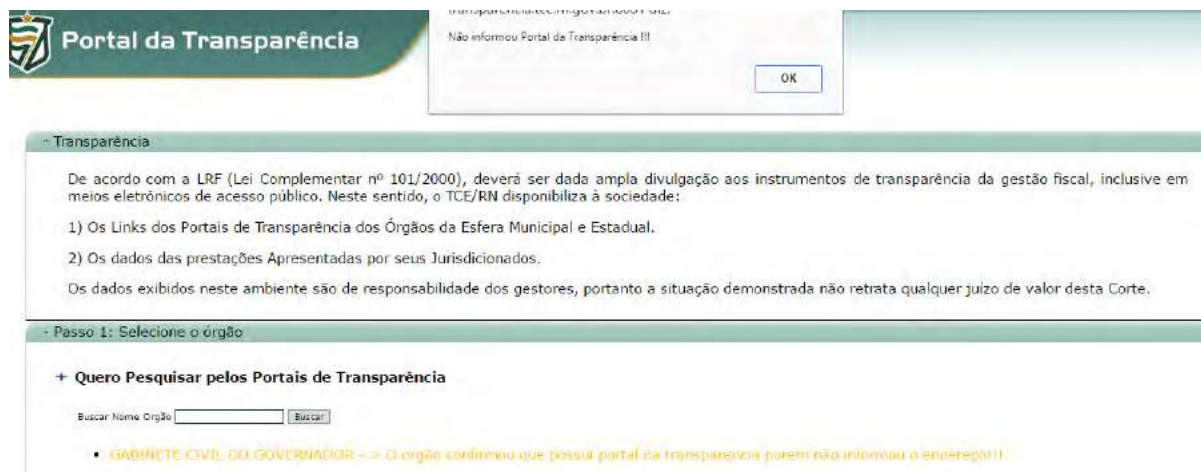 Portal da Transparência
Não informou Portal da Transparência !!!
OK
- Transparência
De acordo com a LRF (Lei Complementar nº 101/2000), deverá ser dada ampla divulgação aos instrumentos de transparência da gestão fiscal, inclusive em
meios eletrônicos de acesso público. Neste sentido, o TCE/RN disponibiliza à sociedade:
1) Os Links dos Portais de Transparência dos Órgãos da Esfera Municipal e Estadual.
2) Os dados das prestações Apresentadas por seus Jurisdicionados.
Os dados exibidos neste ambiente são de responsabilidade dos gestores, portanto a situação demonstrada não retrata qualquer juízo de valor desta Corte.
- Passo 1: Selecione o órgão
+ Quero Pesquisar pelos Portais de Transparência
Buscar Nome Orgão Buscar
• GABINETE CIVIL DO GOVERNADOR - > O orgão confirmou que possui portal da transparencia porem não informou o endereço!!!